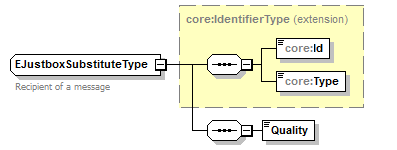 core:IdentifierType (extension)
core:Id
EJustboxSubstituteType
core:Type
Recipient of a message
Quality